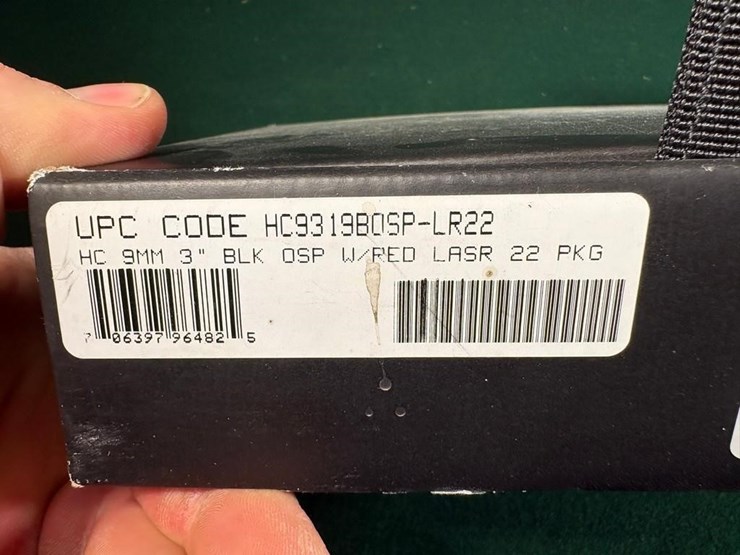 UPC CODE HC9319BOSP-LR22
HC 9MM 3" BLK OSP W/RED LASR 22 PKG
7 06397 96482 5